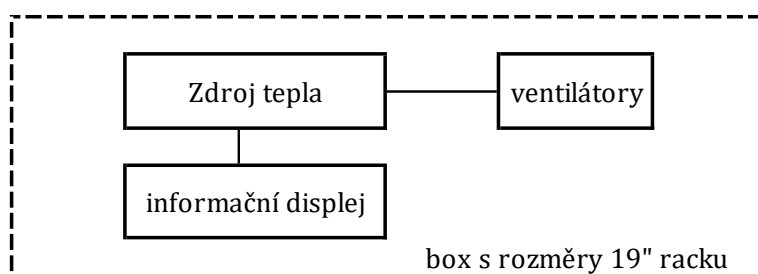 Zdroj tepla
ventilátory
informační displej
box s rozměry 19" racku